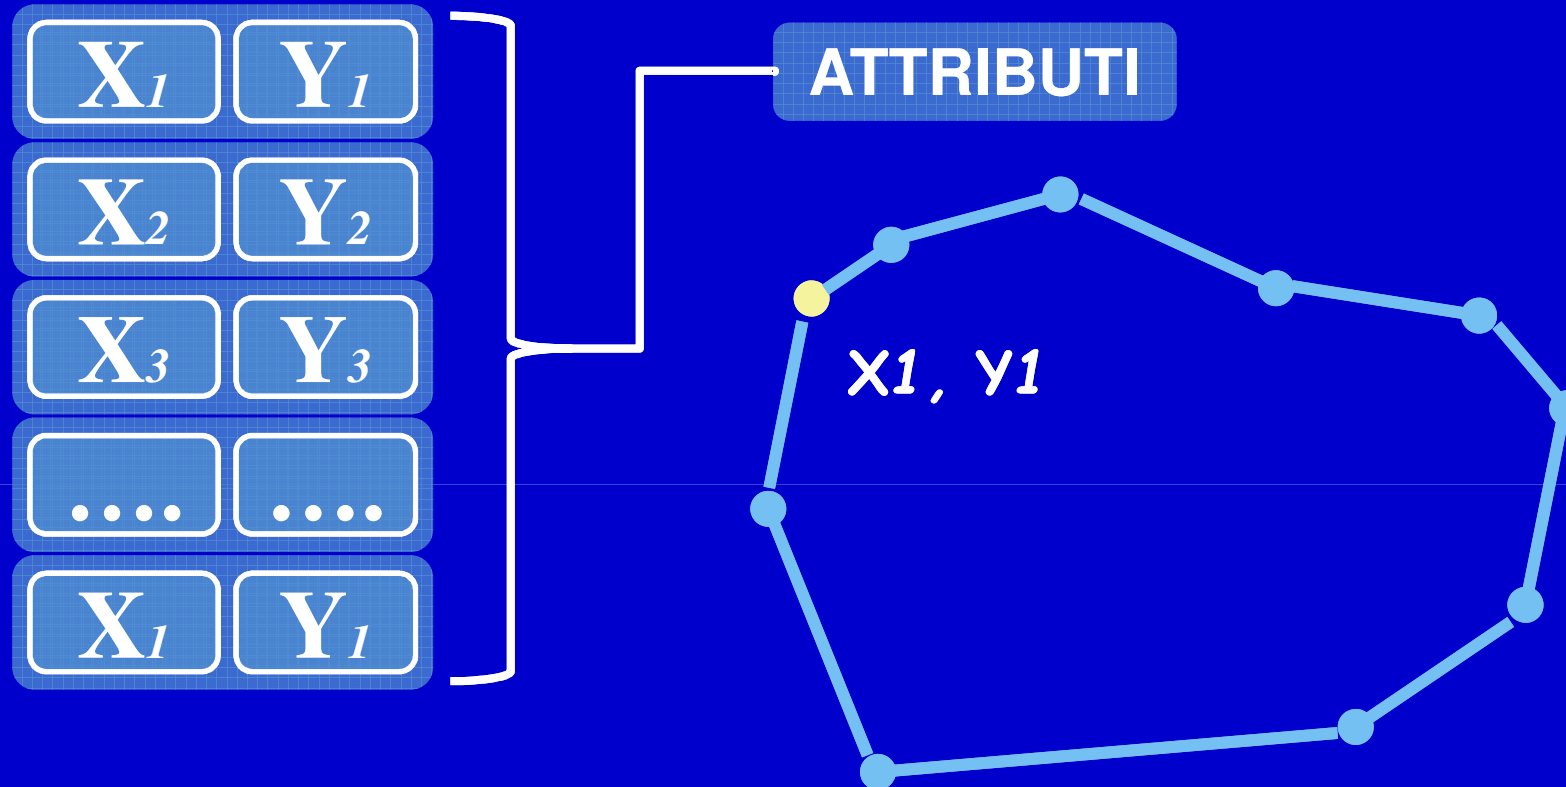 X1 Y1
X2 Y2
X3 Y3
.... ....
X1 Y1
ATTRIBUTI
X1, Y1